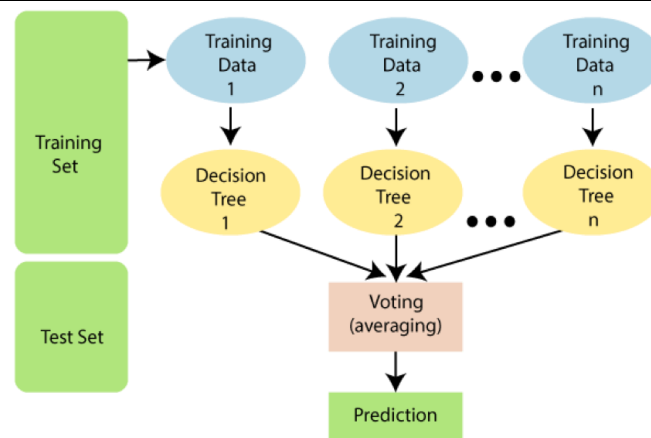 Training
Set
Test Set
Training
Data
1
Training
Data
2
Training
Data
n
Decision
Tree
1
Decision
Tree
2
Decision
Tree
n
Voting
(averaging)
Prediction